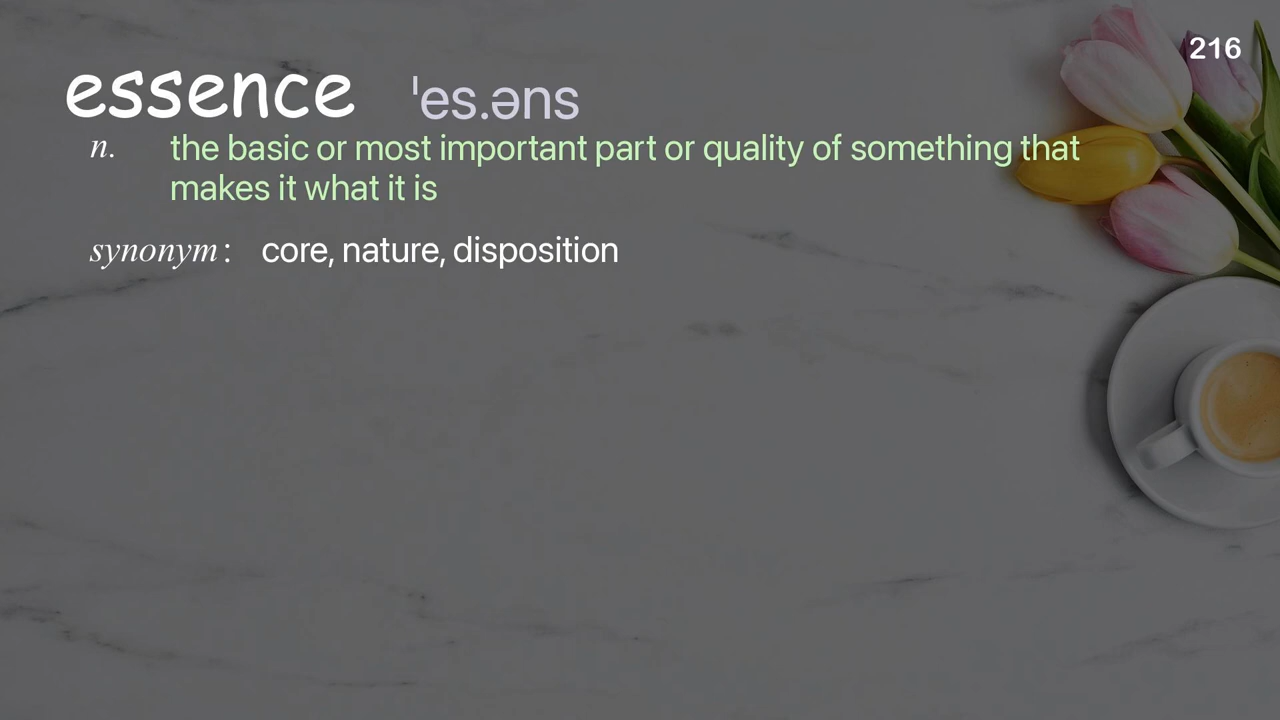 216
essence ˈes.əns
n. the basic or most important part or quality of something that
makes it what it is
synonym: core, nature, disposition